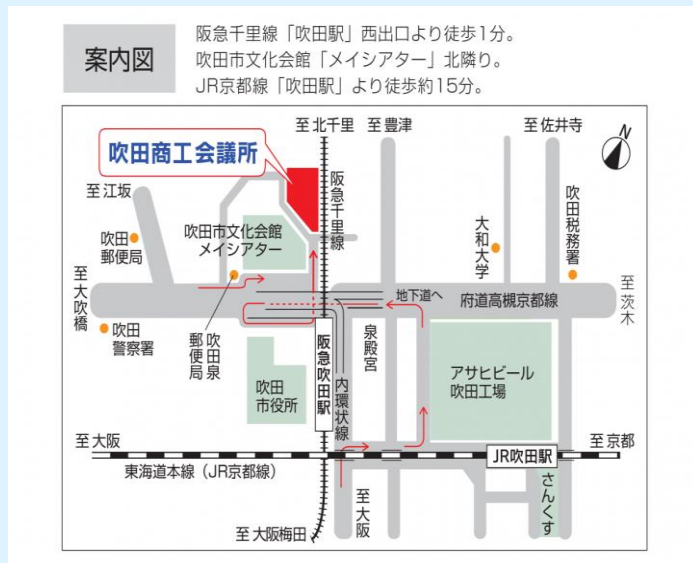 案内図
阪急千里線「吹田駅」西出口より徒歩1分。
吹田市文化会館「メイシアター」北隣り。
JR京都線「吹田駅」より徒歩約15分。
至北千里
至豊津
至佐井寺
N
吹田商工会議所
阪急千里線
至江坂
吹田市文化会館
メイシアター
吹田
郵便局
大和大学
吹田税務署
至大吹橋
地下道へ
府道高槻京都線
至茨木
吹田
警察署
吹田泉
郵便局
阪急吹田駅
泉殿宮
内環状線
吹田
市役所
アサヒビール
吹田工場
至大阪
東海道本線（JR京都線）
JR吹田駅
至京都
さんくす
至大阪
至大阪梅田